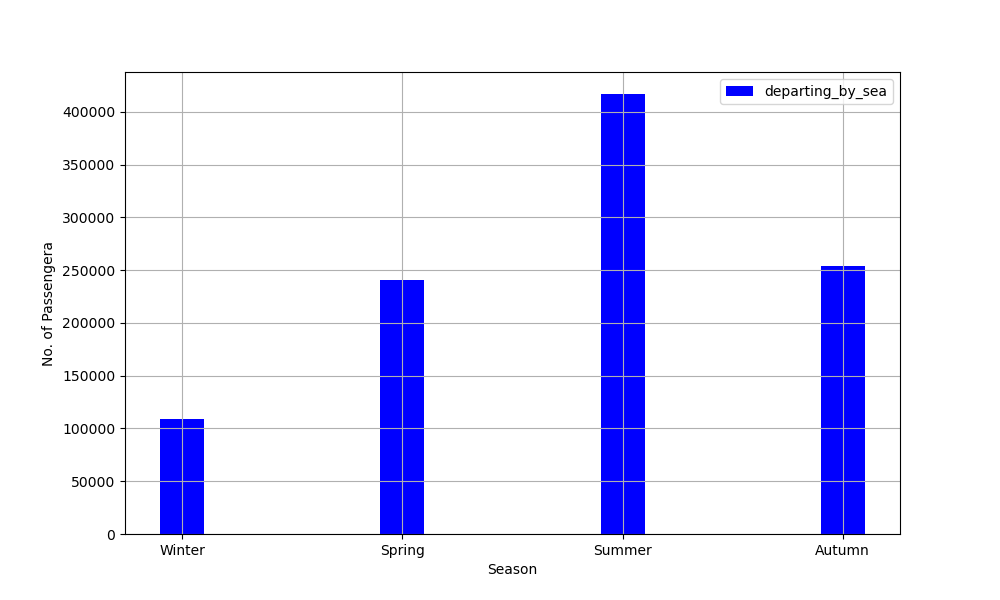 departing_by_sea
400000
350000
300000
250000
200000
150000
100000
50000
0
No. of Passengera
Winter Spring Summer Autumn
Season